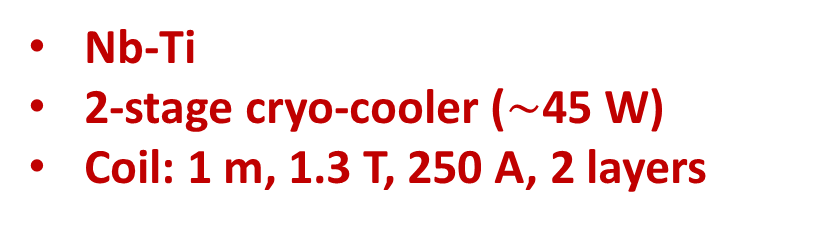 • Nb-Ti
• 2-stage cryo-cooler (~45 W)
• Coil: 1 m, 1.3 T, 250 A, 2 layers